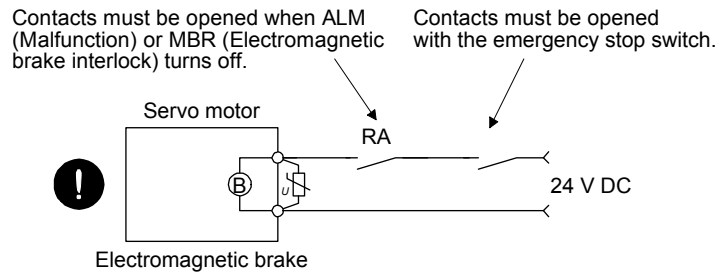 Contacts must be opened when ALM
(Malfunction) or MBR (Electromagnetic
brake interlock) turns off.
Contacts must be opened
with the emergency stop switch.
Servo motor
RA
B
U
24 V DC
Electromagnetic brake